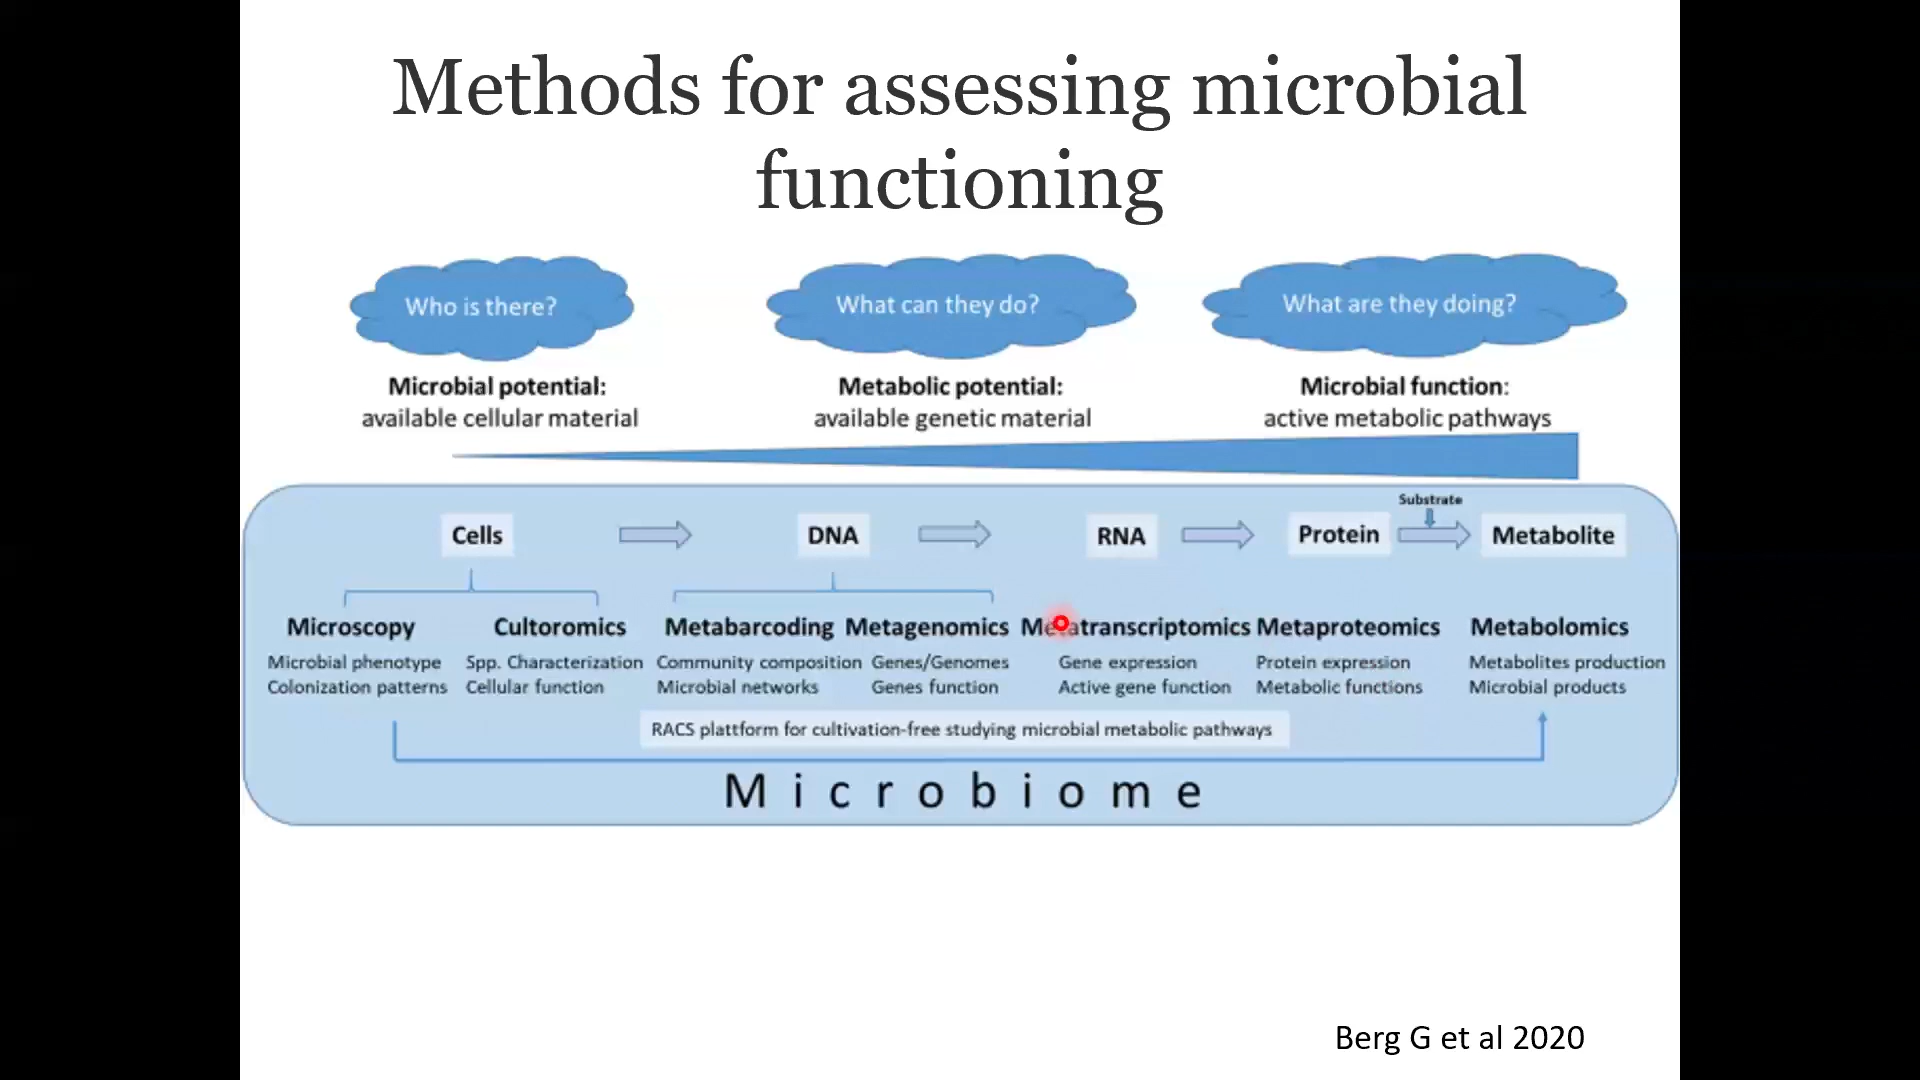 Methods for assessing microbial
functioning
Who is there?
What can they do?
What are they doing?
Microbial potential:
available cellular material
Metabolic potential:
available genetic material
Microbial function:
active metabolic pathways
Cells
DNA
RNA
Protein
Substrate
Metabolite
Microscopy
Microbial phenotype
Colonization patterns
Cultoromics
Spp. Characterization
Cellular function
Metabarcoding
Community composition
Microbial networks
Metagenomics
Genes/Genomes
Genes function
Metatranscriptomics
Gene expression
Active gene function
Metaproteomics
Protein expression
Metabolic functions
Metabolomics
Metabolites production
Microbial products
RACS plattform for cultivation-free studying microbial metabolic pathways
Microbiome
Berg G et al 2020